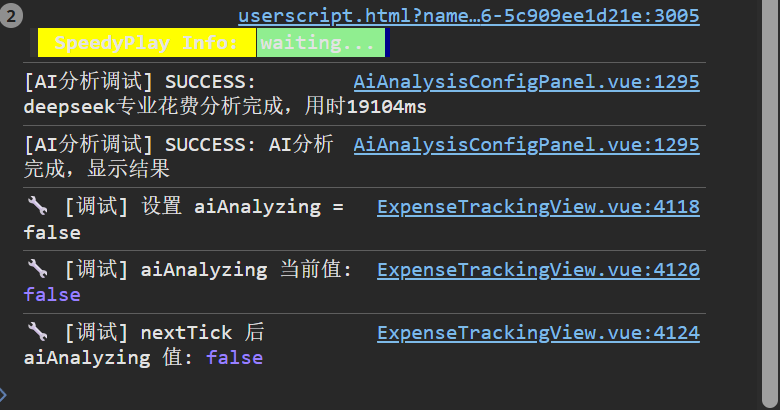 2
userscript.html?name…6-5c909ee1d21e:3005
SpeedyPlay Info: waiting...
[AI分析调试] SUCCESS: AiAnalysisConfigPanel.vue:1295
deepseek专业花费分析完成，用时19104ms
[AI分析调试] SUCCESS: AI分析 AiAnalysisConfigPanel.vue:1295
完成，显示结果
🔧 [调试] 设置 aiAnalyzing = ExpenseTrackingView.vue:4118
false
🔧 [调试] aiAnalyzing 当前值: ExpenseTrackingView.vue:4120
false
🔧 [调试] nextTick 后 ExpenseTrackingView.vue:4124
aiAnalyzing 值: false